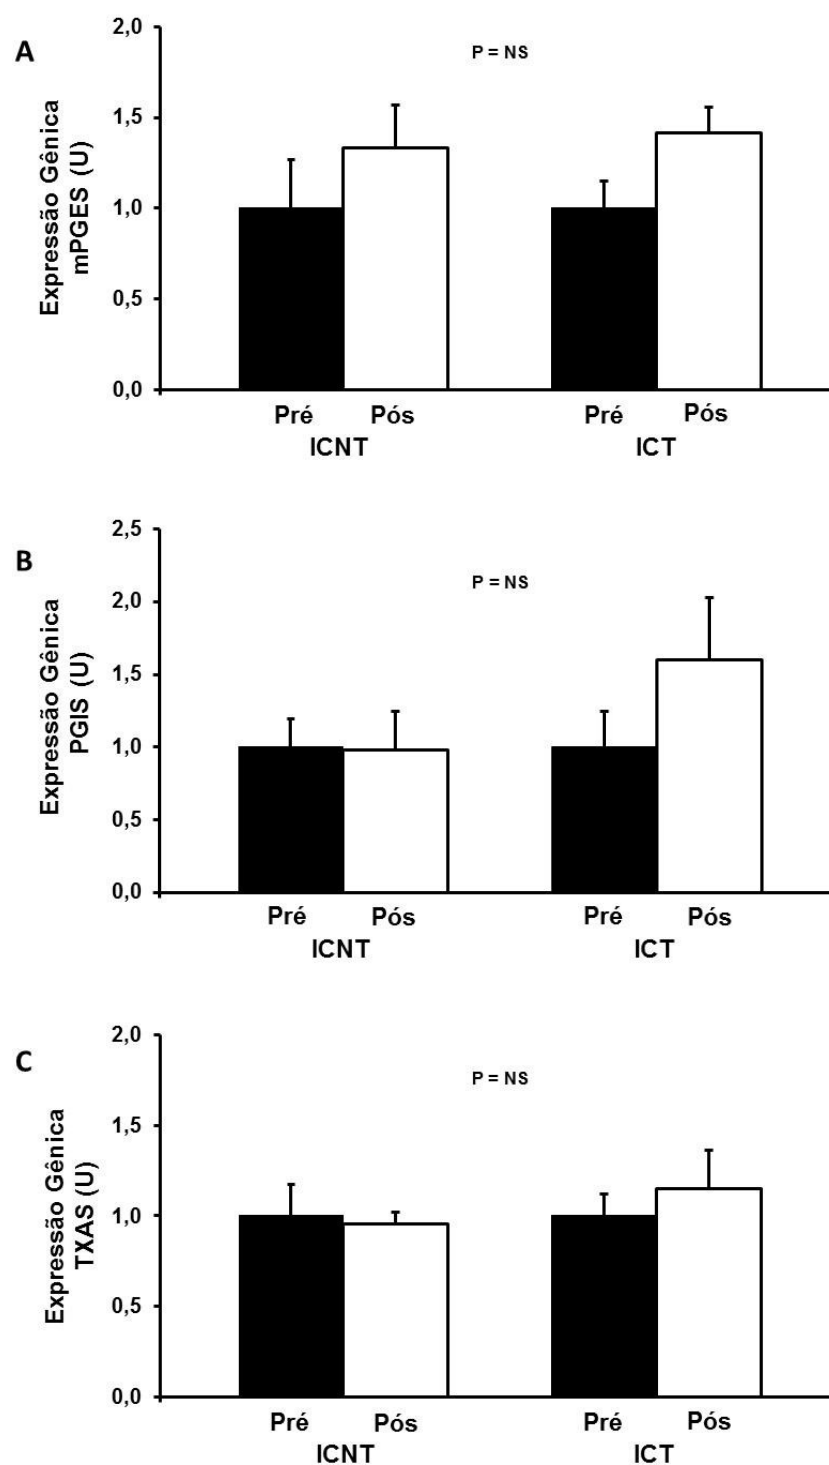 A
Expressão Gênica
mPGES (U)
2,0
1,5
1,0
0,5
0,0
P = NS
Pré Pós Pré Pós
ICNT ICT
B
Expressão Gênica
PGIS (U)
2,5
2,0
1,5
1,0
0,5
0,0
P = NS
Pré Pós Pré Pós
ICNT ICT
C
Expressão Gênica
TXAS (U)
2,0
1,5
1,0
0,5
0,0
P = NS
Pré Pós Pré Pós
ICNT ICT